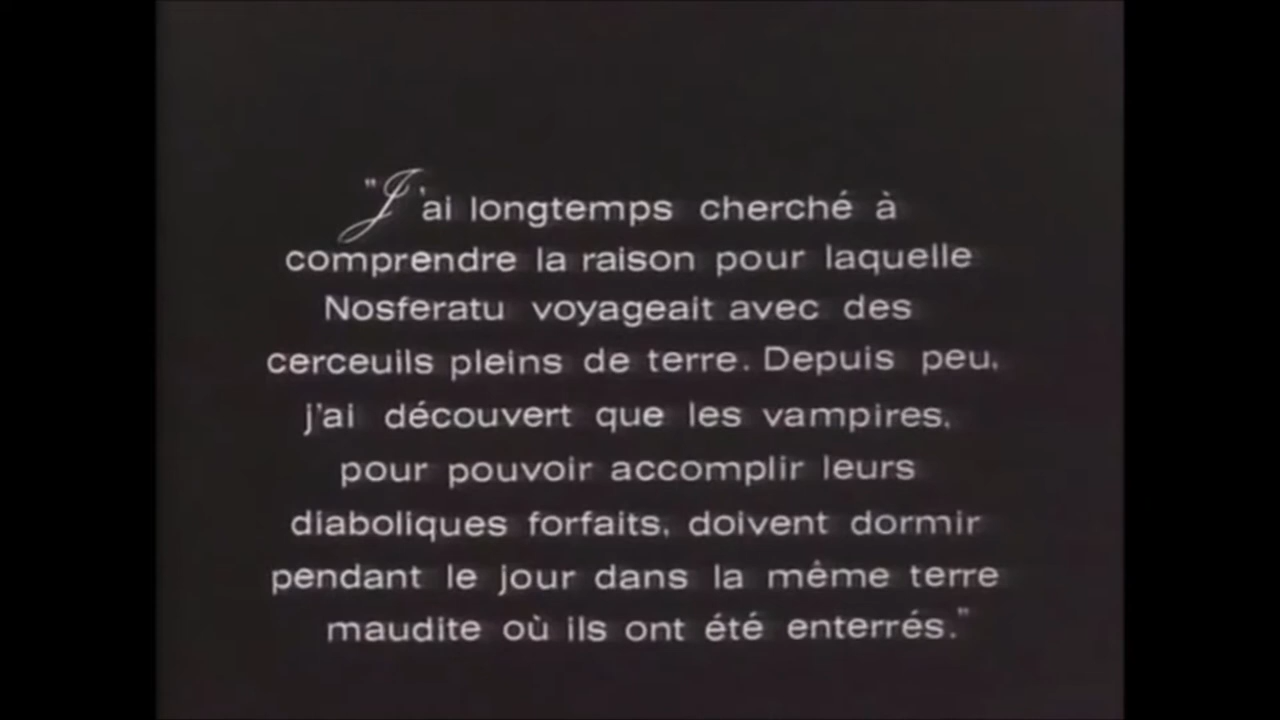 "J'ai longtemps cherché à
comprendre la raison pour laquelle
Nosferatu voyageait avec des
cerceuils pleins de terre. Depuis peu,
j'ai découvert que les vampires,
pour pouvoir accomplir leurs
diaboliques forfaits, doivent dormir
pendant le jour dans la même terre
maudite où ils ont été enterrés."